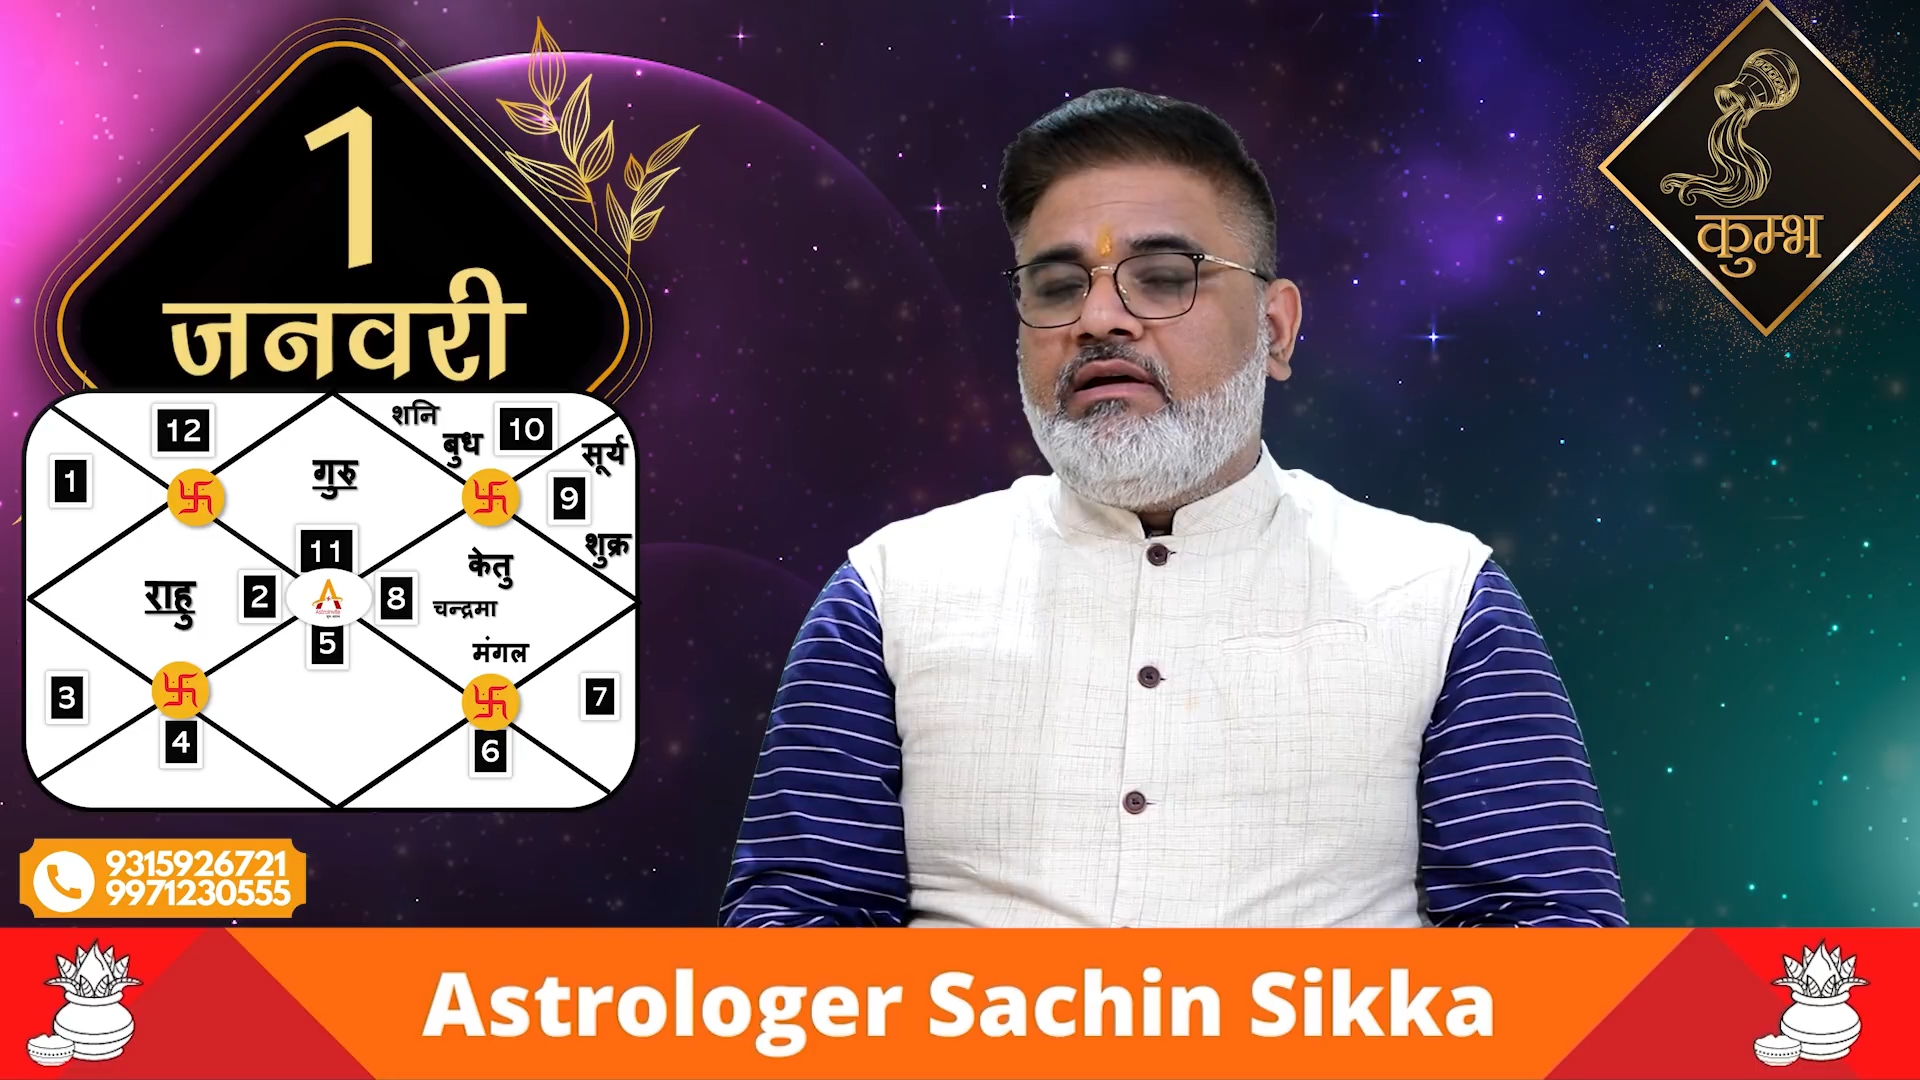 1
जनवरी
कुम्भ
12
शनि
बुध
10
सूर्य
1
गुरु
9
11
शुक्र
केतु
राहु
2
8
चन्द्रमा
5
मंगल
3
7
4
6
9315926721
9971230555
Astrologer Sachin Sikka